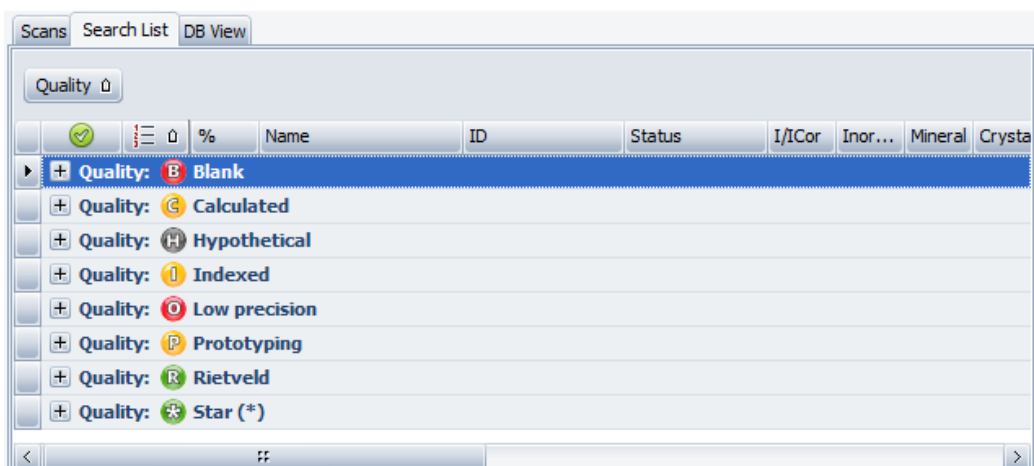 Scans Search List DB View
Quality
% Name ID Status I/ICor Inor... Mineral Crysta
Quality: B Blank
Quality: C Calculated
Quality: H Hypothetical
Quality: I Indexed
Quality: O Low precision
Quality: P Prototyping
Quality: R Rietveld
Quality: * Star (*)